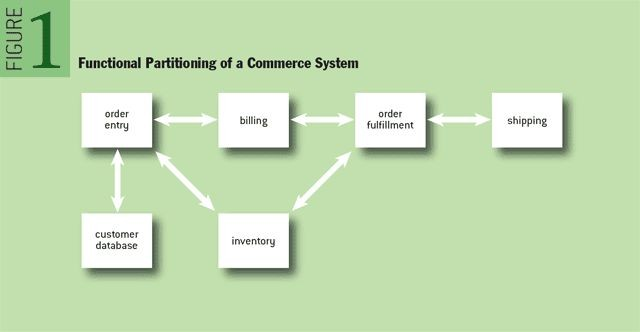 FIGURE 1
Functional Partitioning of a Commerce System
order
entry
billing
order
fulfillment
shipping
customer
database
inventory